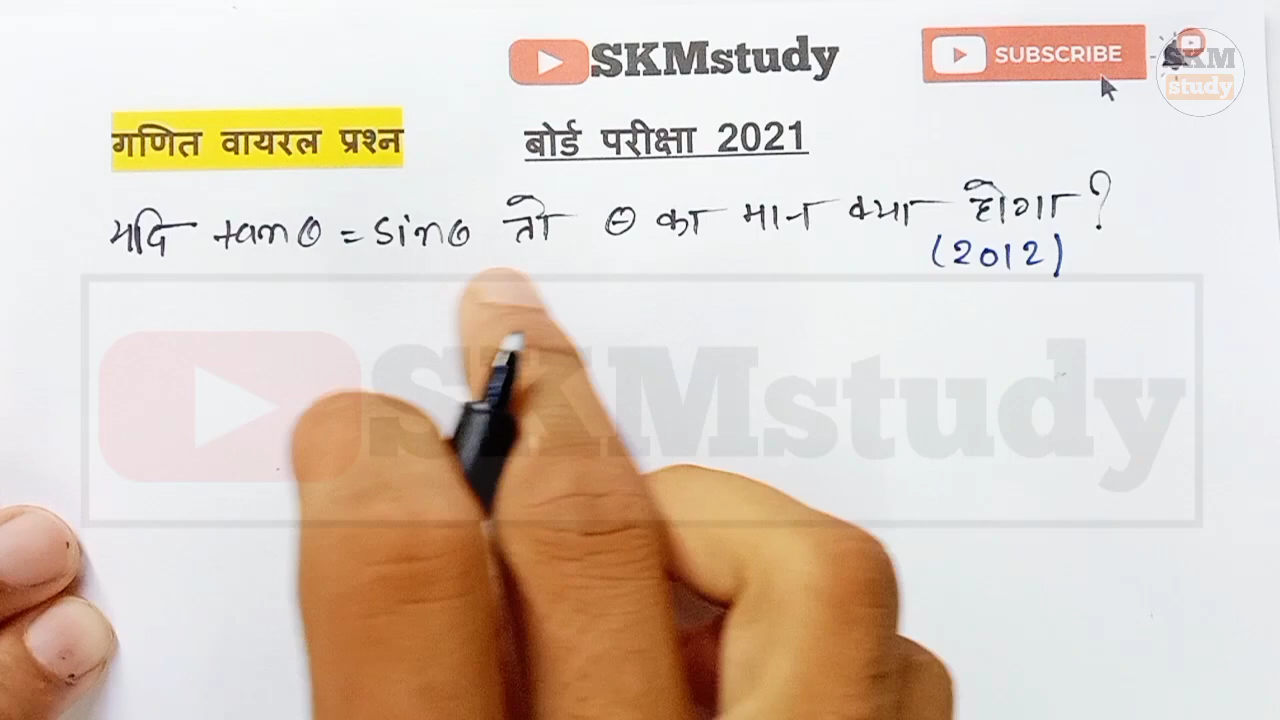 SKMstudy SUBSCRIBE SKM study
गणित वायरल प्रश्न बोर्ड परीक्षा 2021
यदि tanθ = sinθ तो θ का मान क्या होगा?
(2012)
SKMstudy